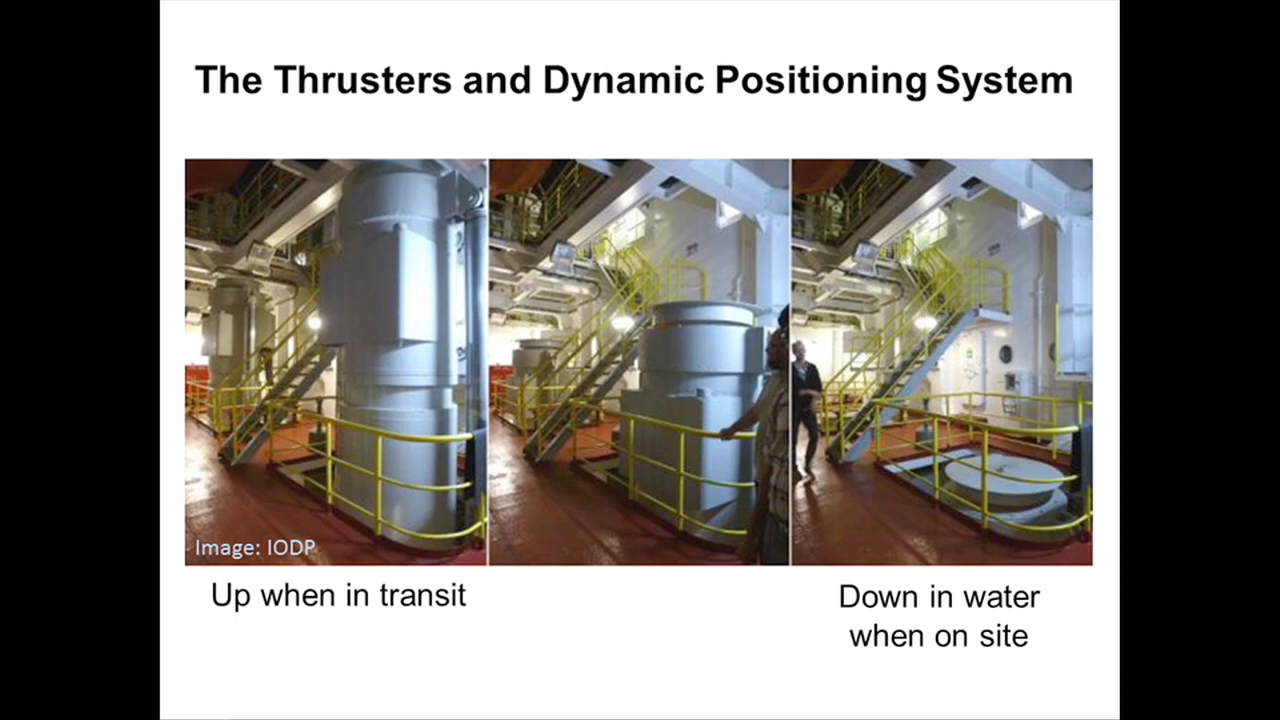 The Thrusters and Dynamic Positioning System
Image: IODP
Up when in transit
Down in water
when on site